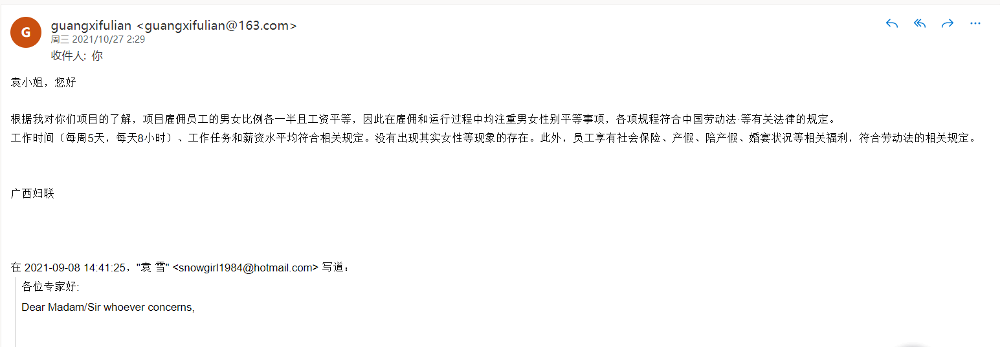 G
guangxifulian <guangxifulian@163.com>
周三 2021/10/27 2:29
收件人: 你
袁小姐，您好
根据我对你们项目的了解，项目雇佣员工的男女比例各一半且工资平等，因此在雇佣和运行过程中均注重男女性别平等事项，各项规程符合中国劳动法·等有关法律的规定。
工作时间（每周5天，每天8小时）、工作任务和薪资水平均符合相关规定。没有出现其实女性等现象的存在。此外，员工享有社会保险、产假、陪产假、婚宴状况等相关福利，符合劳动法的相关规定。
广西妇联
在 2021-09-08 14:41:25，"袁 雪" <snowgirl1984@hotmail.com> 写道：
各位专家好:
Dear Madam/Sir whoever concerns,